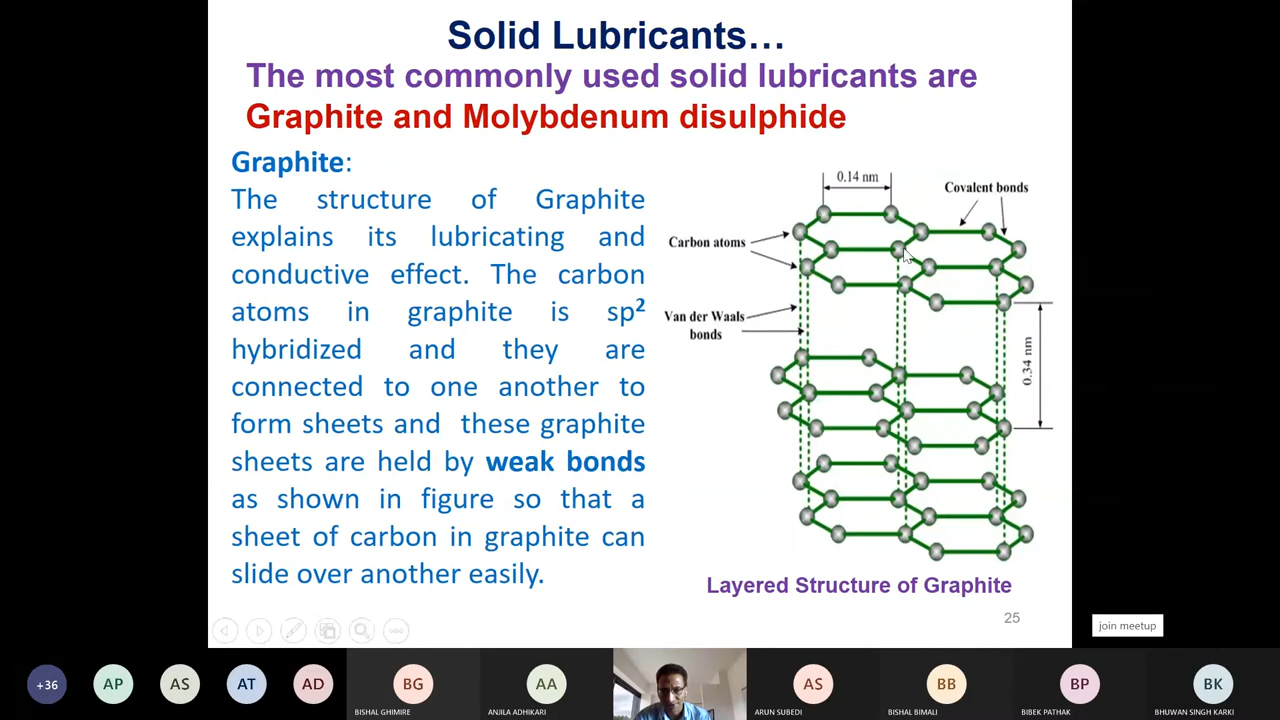 Solid Lubricants…
The most commonly used solid lubricants are
Graphite and Molybdenum disulphide
Graphite:
The structure of Graphite
explains its lubricating and
conductive effect. The carbon
atoms in graphite is sp²
hybridized and they are
connected to one another to
form sheets and these graphite
sheets are held by weak bonds
as shown in figure so that a
sheet of carbon in graphite can
slide over another easily.
0.14 nm
Covalent bonds
Carbon atoms
Van der Waals
bonds
0.34 nm
Layered Structure of Graphite
25
join meetup
+36
AP
AS
AT
AD
BG
BISHAL GHIMIRE
AA
ANJILA ADHIKARI
AS
ARUN SUBEDI
BB
BISHAL BIMALI
BP
BIBEK PATHAK
BK
BHUWAN SINGH KARKI